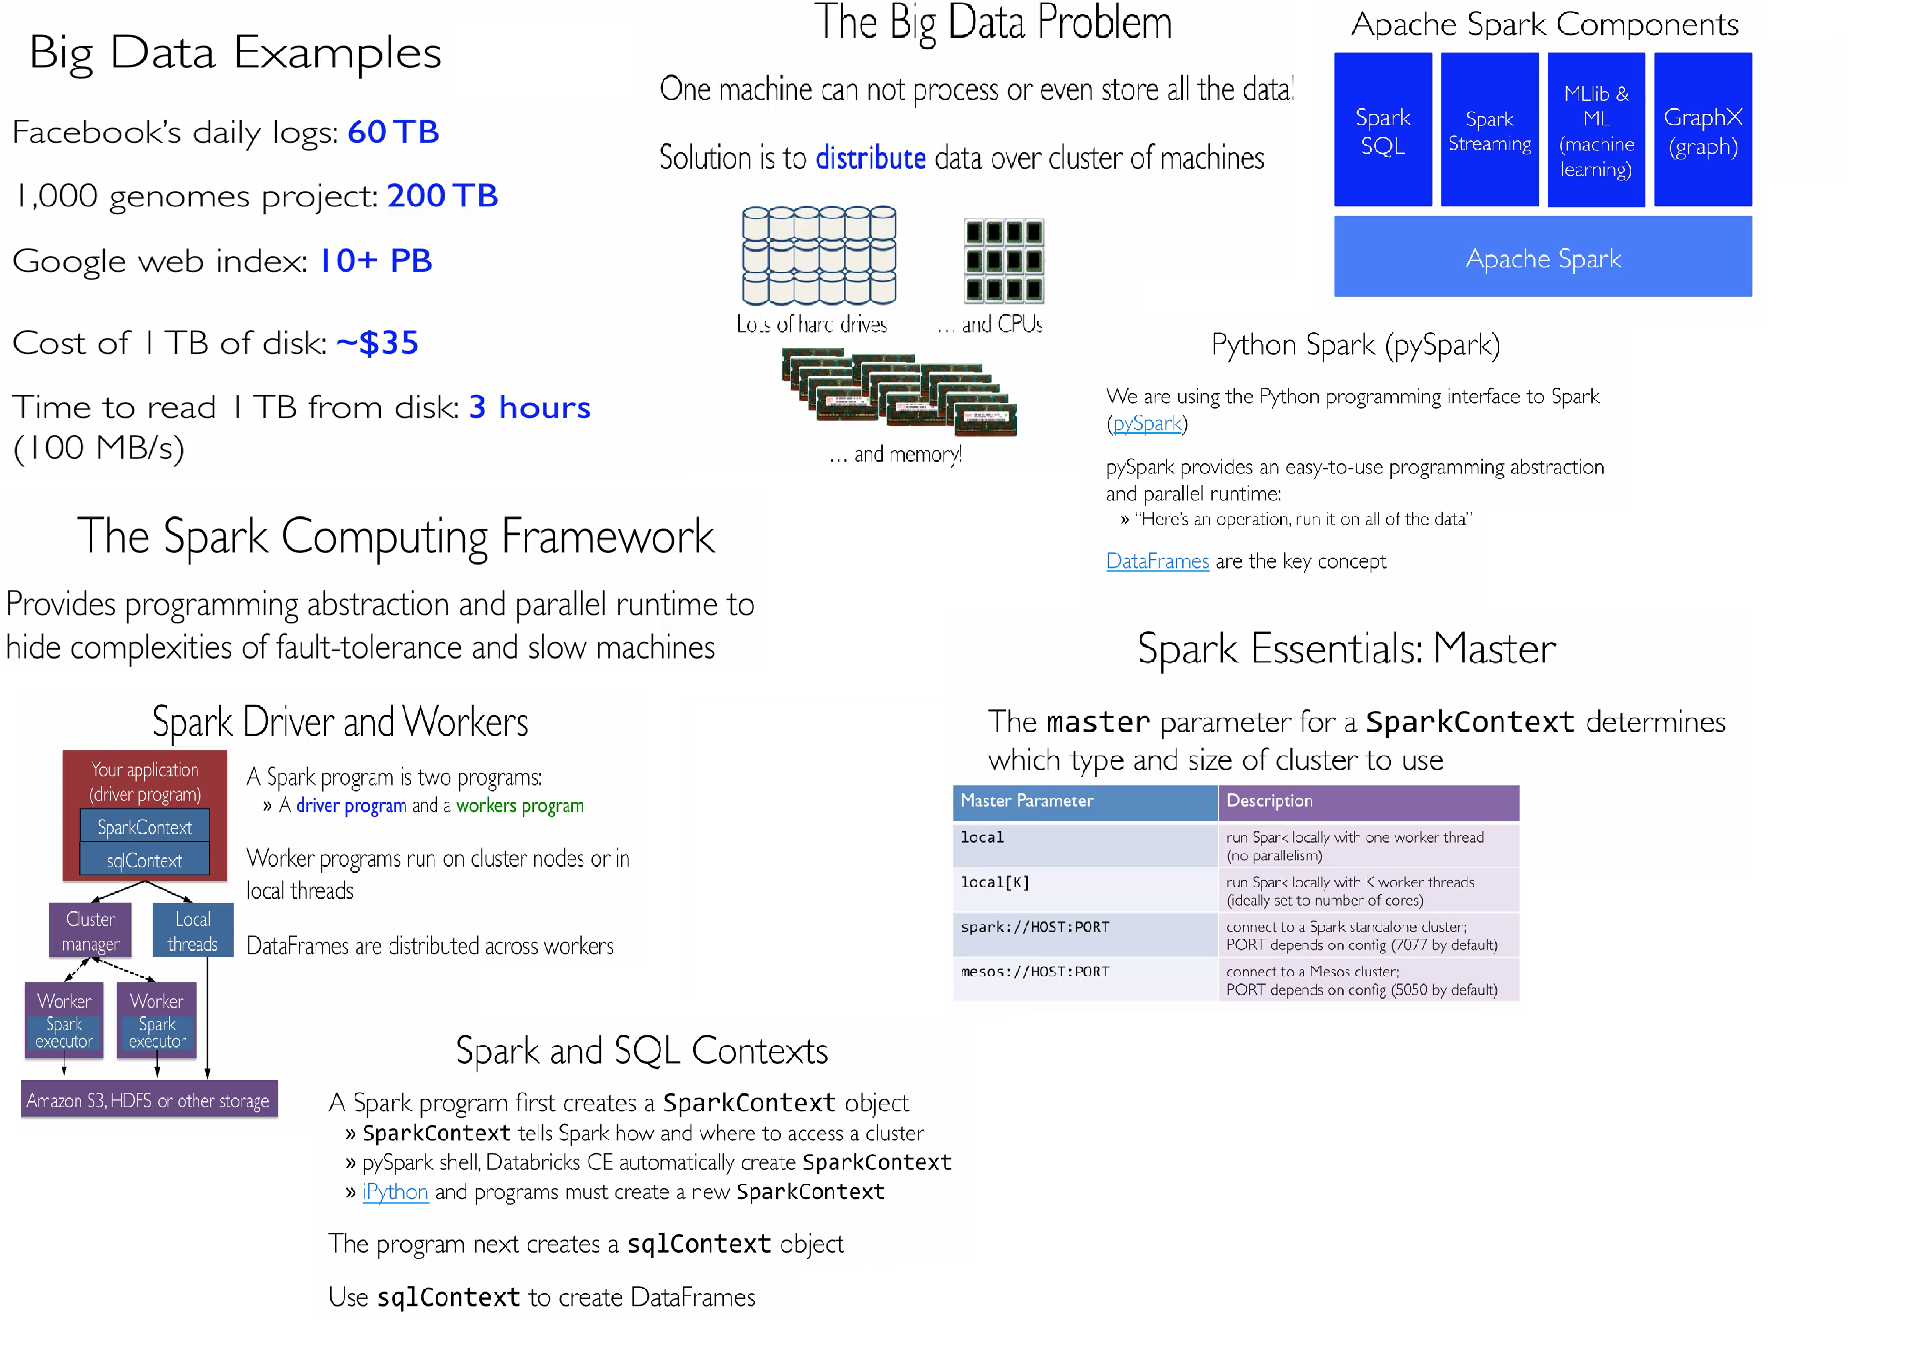 Big Data Examples
Facebook's daily logs: 60 TB
1,000 genomes project: 200 TB
Google web index: 10+ PB
Cost of 1 TB of disk: ~$35
Time to read 1 TB from disk: 3 hours
(100 MB/s)
The Big Data Problem
One machine can not process or even store all the data!
Solution is to distribute data over cluster of machines
Lots of hard drives
... and CPUs
... and memory!
Apache Spark Components
Spark
SQL
Spark
Streaming
MLlib &
ML
(machine
learning)
GraphX
(graph)
Apache Spark
Python Spark (pySpark)
We are using the Python programming interface to Spark
(pySpark)
pySpark provides an easy-to-use programming abstraction
and parallel runtime:
» "Here's an operation, run it on all of the data"
DataFrames are the key concept
The Spark Computing Framework
Provides programming abstraction and parallel runtime to
hide complexities of fault-tolerance and slow machines
Spark Driver and Workers
Your application
(driver program)
SparkContext
sqlContext
Cluster
manager
Local
threads
Worker
Spark
executor
Worker
Spark
executor
Amazon S3, HDFS or other storage
A Spark program is two programs:
» A driver program and a workers program
Worker programs run on cluster nodes or in
local threads
DataFrames are distributed across workers
Spark Essentials: Master
The master parameter for a SparkContext determines
which type and size of cluster to use
Master Parameter
Description
local
run Spark locally with one worker thread
(no parallelism)
local[K]
run Spark locally with K worker threads
(ideally set to number of cores)
spark://HOST:PORT
connect to a Spark standalone cluster;
PORT depends on config (7077 by default)
mesos://HOST:PORT
connect to a Mesos cluster;
PORT depends on config (5050 by default)
Spark and SQL Contexts
A Spark program first creates a SparkContext object
» SparkContext tells Spark how and where to access a cluster
» pySpark shell, Databricks CE automatically create SparkContext
» iPython and programs must create a new SparkContext
The program next creates a sqlContext object
Use sqlContext to create DataFrames